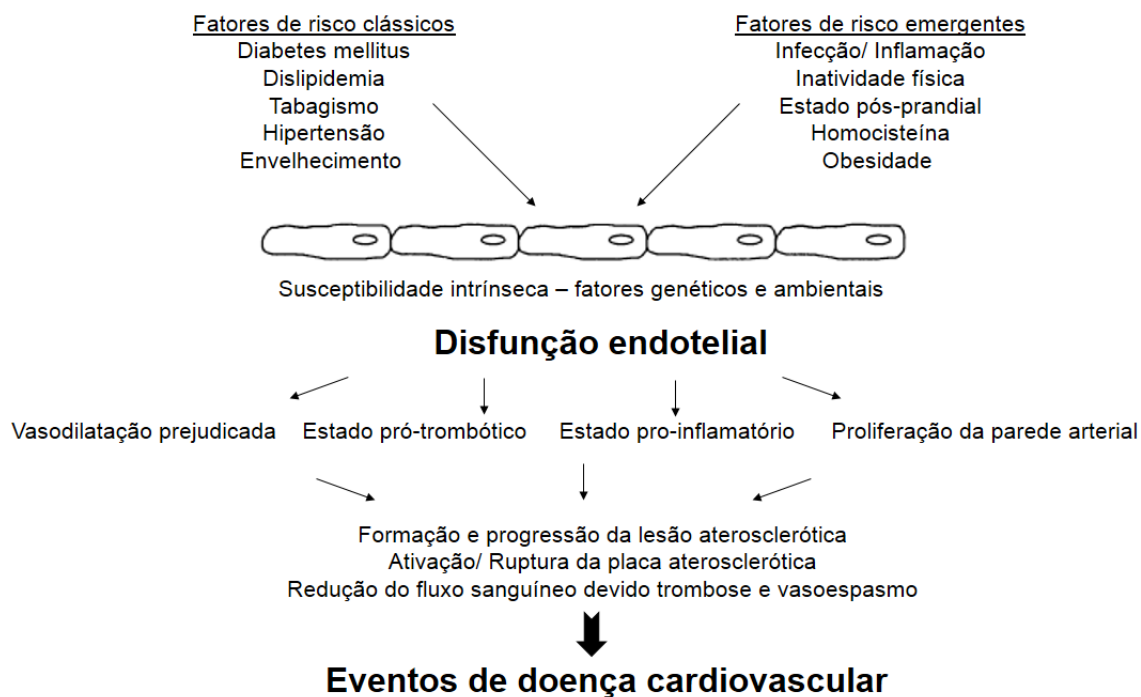 Fatores de risco clássicos
Diabetes mellitus
Dislipidemia
Tabagismo
Hipertensão
Envelhecimento
Fatores de risco emergentes
Infecção/ Inflamação
Inatividade física
Estado pós-prandial
Homocisteína
Obesidade
Susceptibilidade intrínseca – fatores genéticos e ambientais
Disfunção endotelial
Vasodilatação prejudicada
Estado pró-trombótico
Estado pro-inflamatório
Proliferação da parede arterial
Formação e progressão da lesão aterosclerótica
Ativação/ Ruptura da placa aterosclerótica
Redução do fluxo sanguíneo devido trombose e vasoespasmo
Eventos de doença cardiovascular